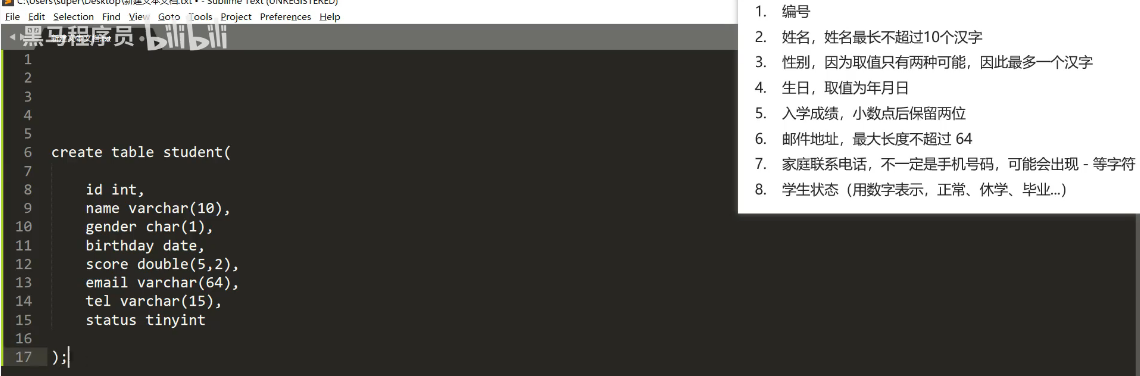 C:\Users\super\Desktop\新建文本文档.txt • - Sublime Text (UNREGISTERED)
File Edit Selection Find View Goto Tools Project Preferences Help
黑马程序员 bilibili
1
2
3
4
5
6 create table student(
7
8 id int,
9 name varchar(10),
10 gender char(1),
11 birthday date,
12 score double(5,2),
13 email varchar(64),
14 tel varchar(15),
15 status tinyint
16
17 );
1. 编号
2. 姓名，姓名最长不超过10个汉字
3. 性别，因为取值只有两种可能，因此最多一个汉字
4. 生日，取值为年月日
5. 入学成绩，小数点后保留两位
6. 邮件地址，最大长度不超过 64
7. 家庭联系电话，不一定是手机号码，可能会出现 - 等字符
8. 学生状态（用数字表示，正常、休学、毕业...）